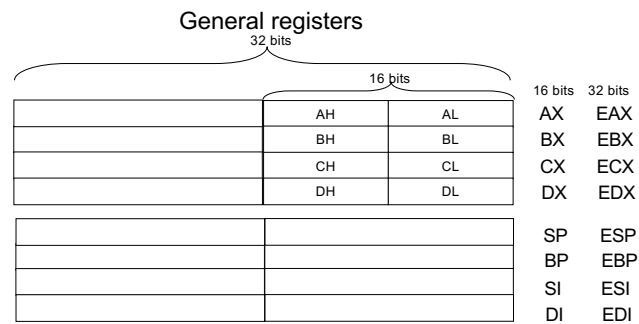 General registers
32 bits
16 bits
16 bits 32 bits
AH AL AX EAX
BH BL BX EBX
CH CL CX ECX
DH DL DX EDX
SP ESP
BP EBP
SI ESI
DI EDI